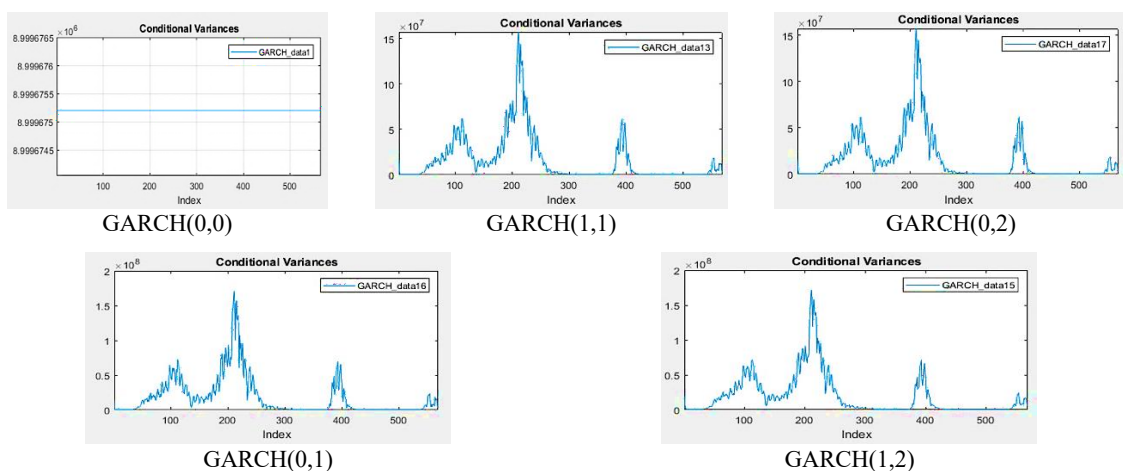 Conditional Variances
×10^6
8.9996765
8.999676
8.9996755
8.999675
8.9996745
GARCH_data1
100 200 300 400 500
Index
GARCH(0,0)
Conditional Variances
×10^7
15
10
5
0
GARCH_data13
100 200 300 400 500
Index
GARCH(1,1)
Conditional Variances
×10^7
15
10
5
0
GARCH_data17
100 200 300 400 500
Index
GARCH(0,2)
Conditional Variances
×10^8
2
1.5
1
0.5
0
GARCH_data16
100 200 300 400 500
Index
GARCH(0,1)
Conditional Variances
×10^8
2
1.5
1
0.5
0
GARCH_data15
100 200 300 400 500
Index
GARCH(1,2)